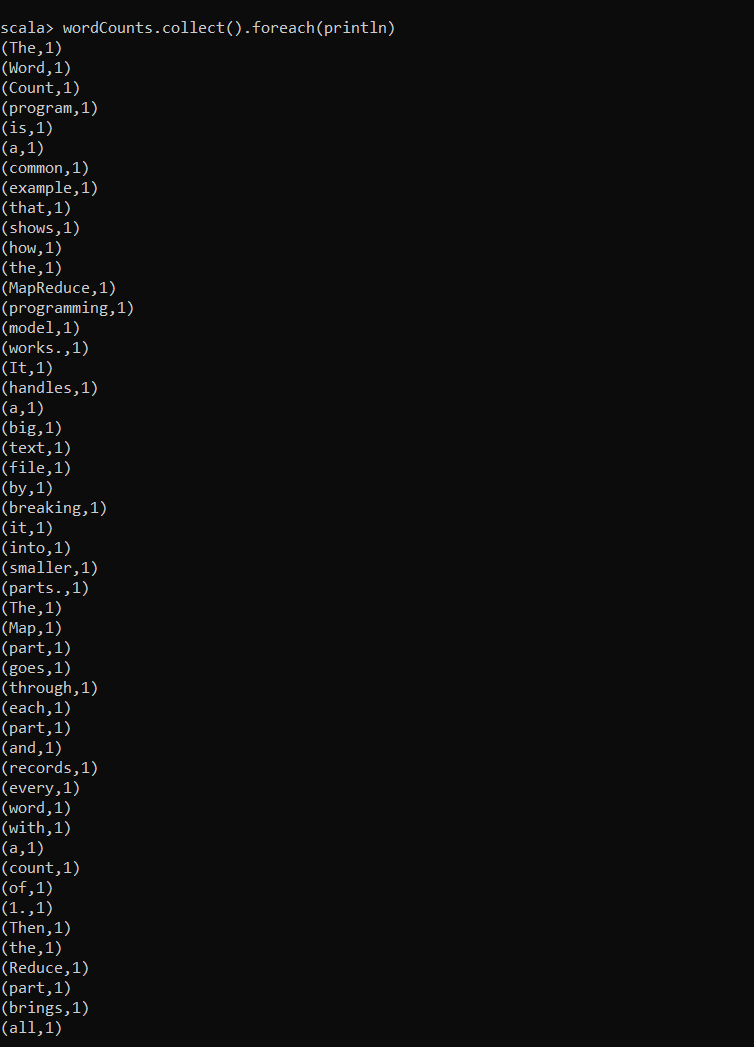 scala> wordCounts.collect().foreach(println)
(The,1)
(Word,1)
(Count,1)
(program,1)
(is,1)
(a,1)
(common,1)
(example,1)
(that,1)
(shows,1)
(how,1)
(the,1)
(MapReduce,1)
(programming,1)
(model,1)
(works.,1)
(It,1)
(handles,1)
(a,1)
(big,1)
(text,1)
(file,1)
(by,1)
(breaking,1)
(it,1)
(into,1)
(smaller,1)
(parts.,1)
(The,1)
(Map,1)
(part,1)
(goes,1)
(through,1)
(each,1)
(part,1)
(and,1)
(records,1)
(every,1)
(word,1)
(with,1)
(a,1)
(count,1)
(of,1)
(1.,1)
(Then,1)
(the,1)
(Reduce,1)
(part,1)
(brings,1)
(all,1)